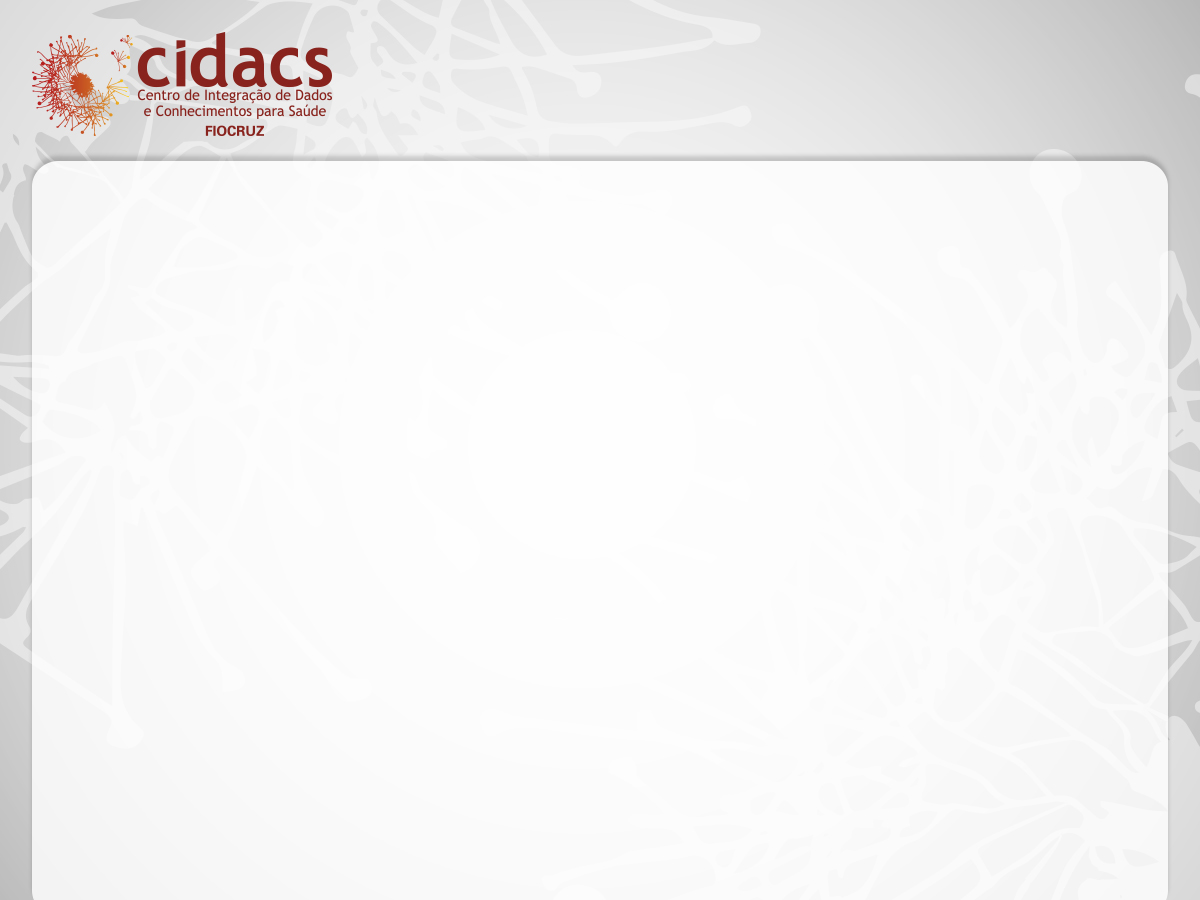 cidacs
Centro de Integração de Dados
e Conhecimentos para Saúde
FIOCRUZ